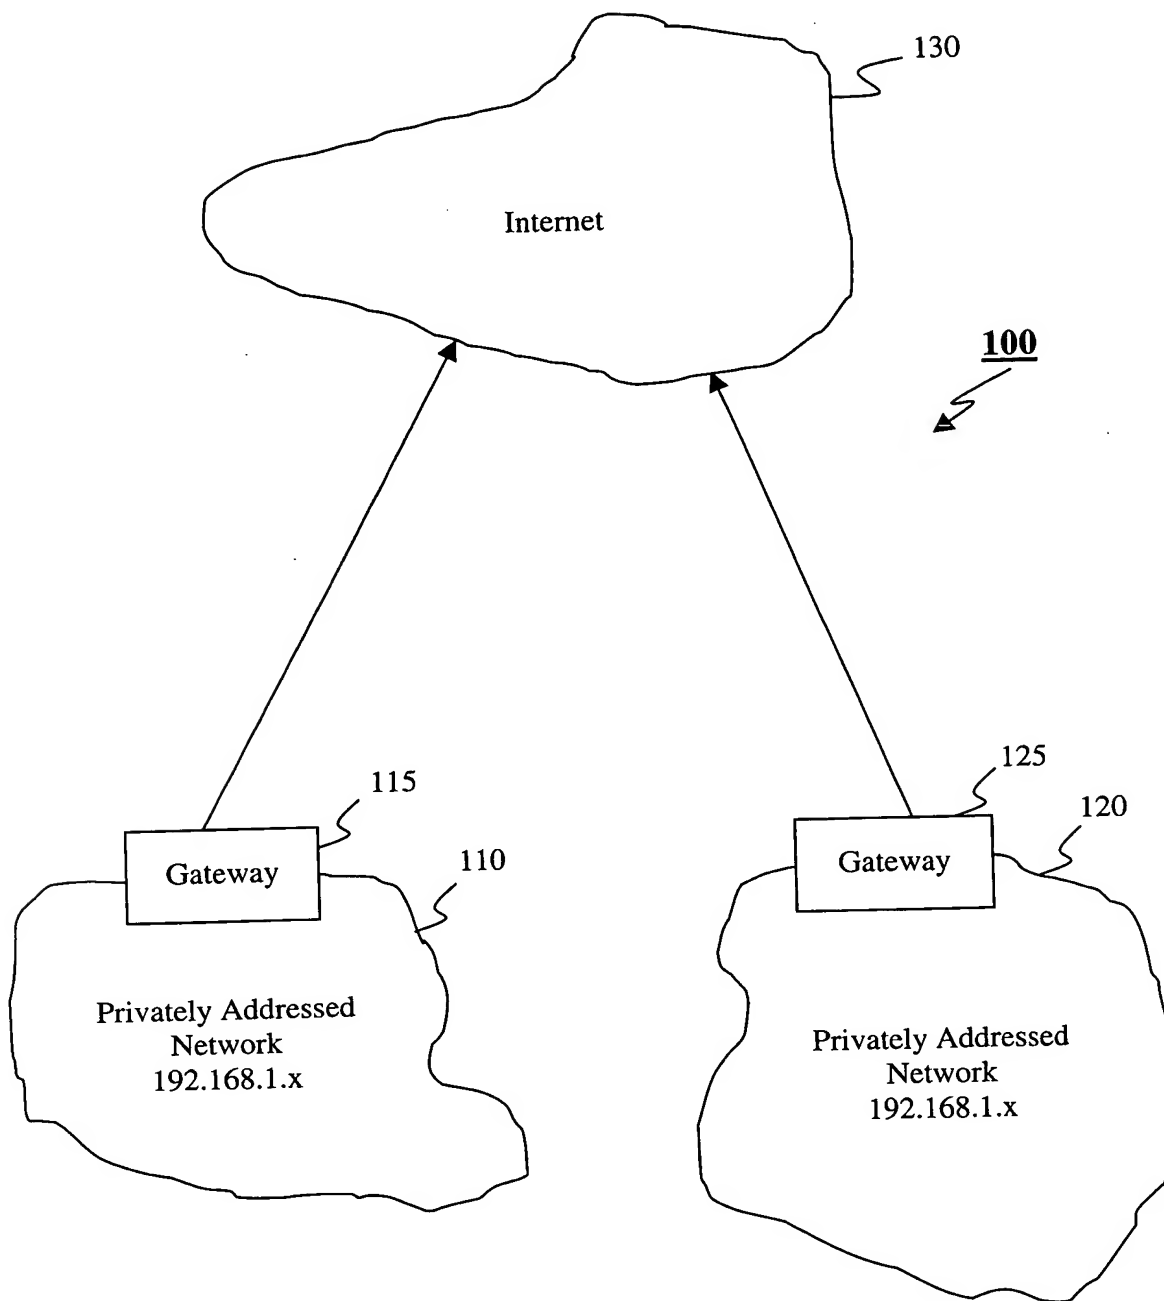 130
Internet
100
125
115
120
Gateway
Gateway
110
Privately Addressed
Network
192.168.1.x
Privately Addressed
Network
192.168.1.x